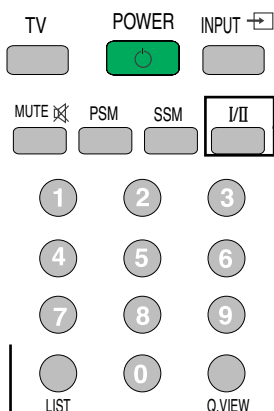 TV POWER INPUT
MUTE PSM SSM I/II
1 2 3
4 5 6
7 8 9
0
LIST Q.VIEW